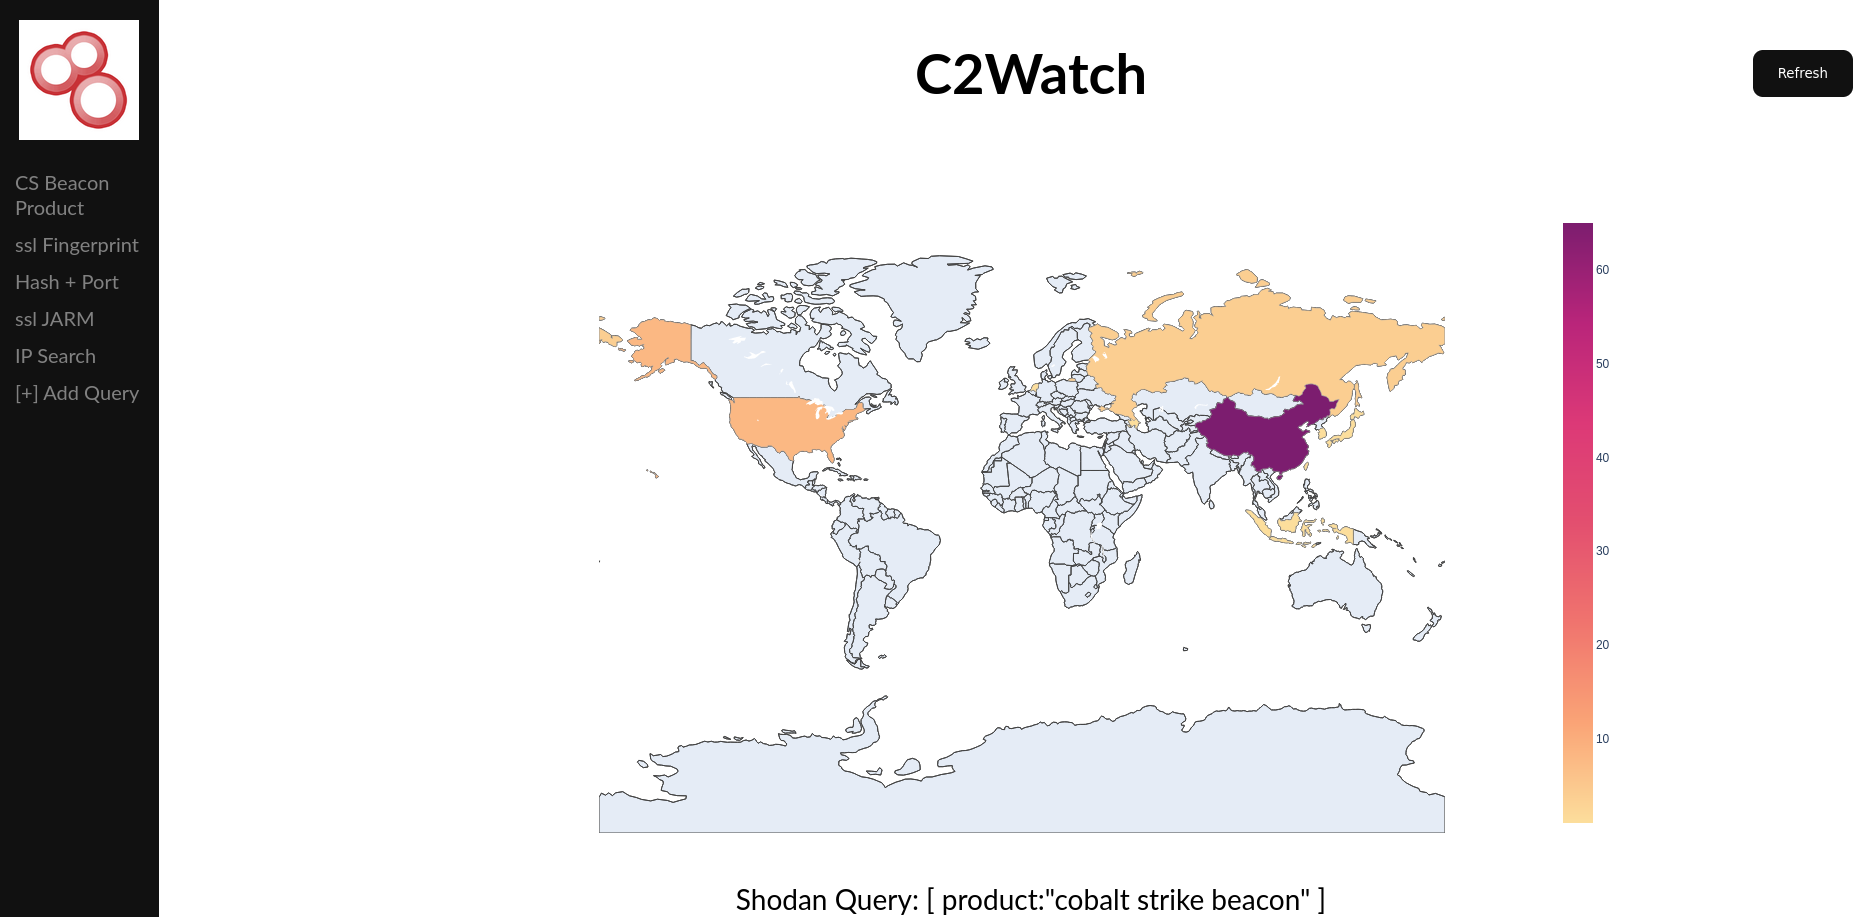 C2Watch
Refresh
CS Beacon
Product
ssl Fingerprint
Hash + Port
ssl JARM
IP Search
[+] Add Query
60
50
40
30
20
10
Shodan Query: [ product:"cobalt strike beacon" ]